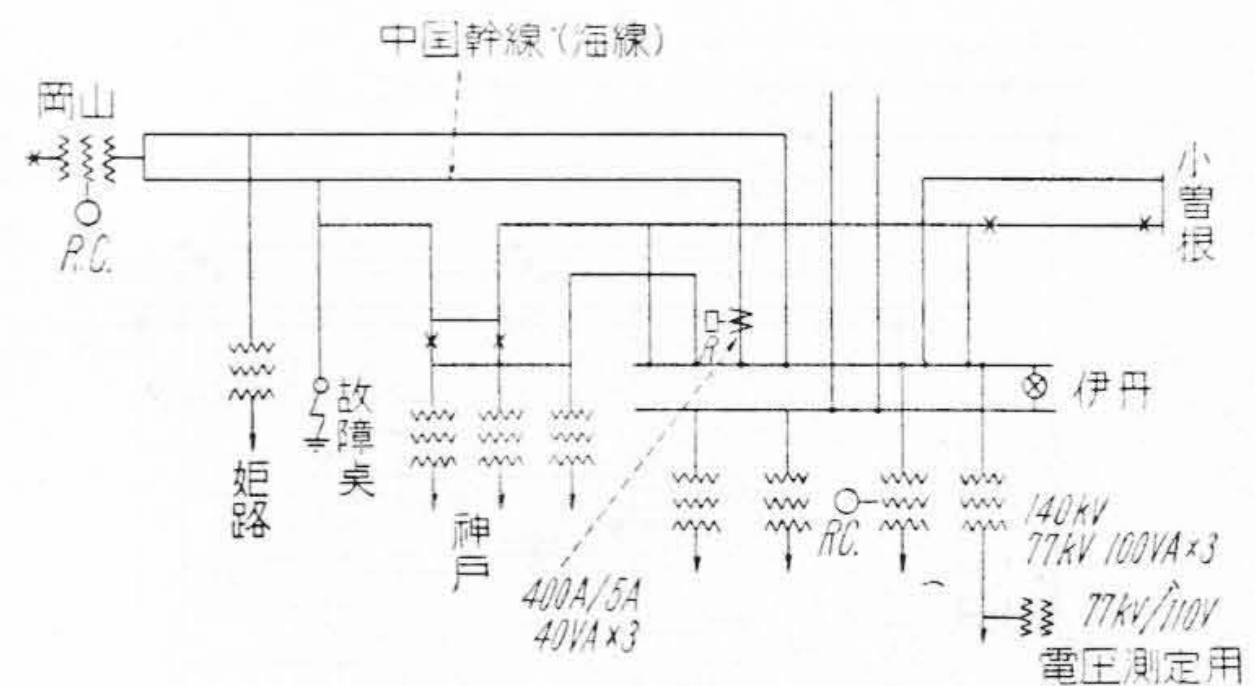 中国幹線(海線)
岡山
R.C.
小曽根
R.
伊丹
故障点
姫路
神戸
400A/5A
40VA×3
RC.
140kV
77kV 100VA×3
77kV/110V
電圧測定用